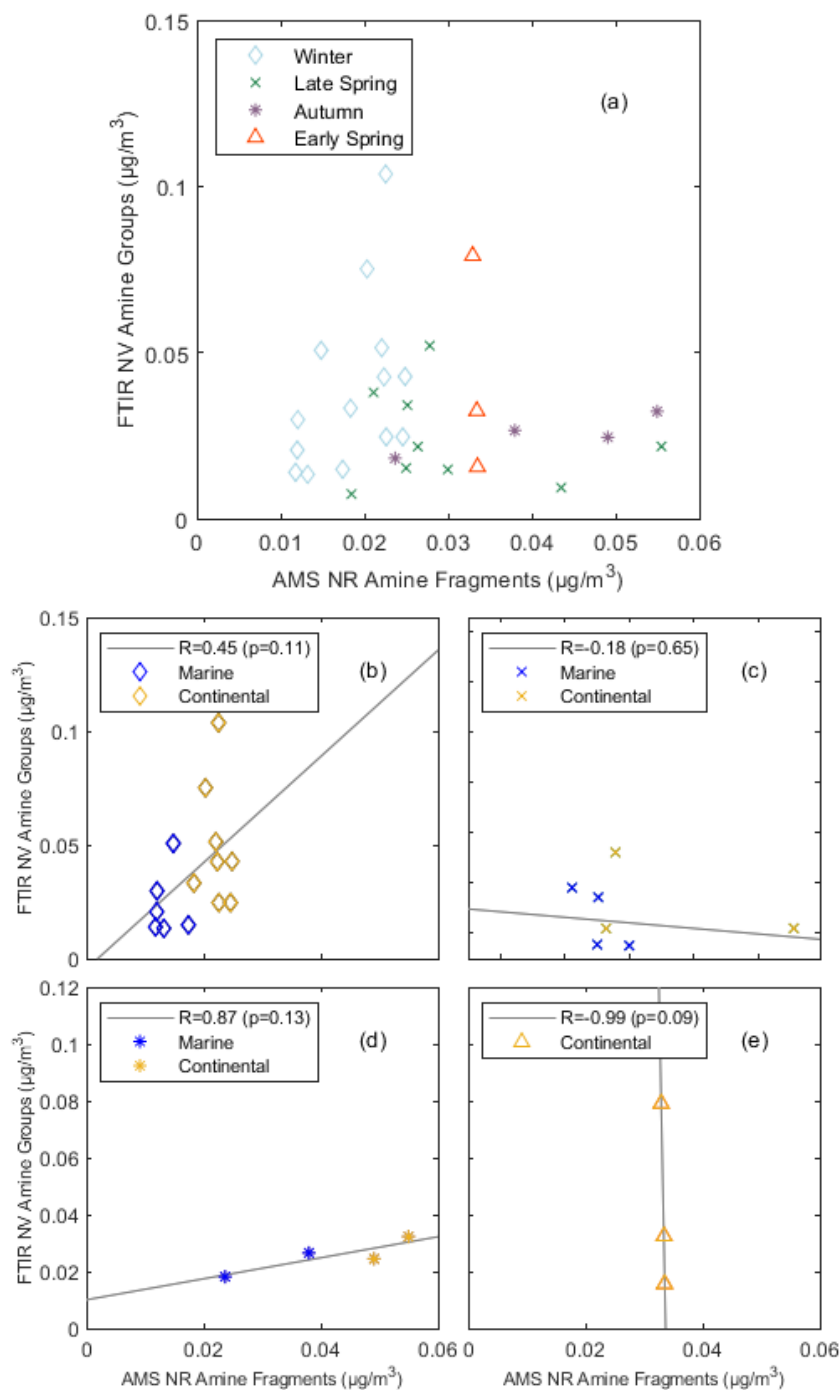 0.15
Winter
Late Spring
Autumn
Early Spring
(a)
0.1
0.05
0
FTIR NV Amine Groups (µg/m³)
0 0.01 0.02 0.03 0.04 0.05 0.06
AMS NR Amine Fragments (µg/m³)
0.15
R=0.45 (p=0.11)
Marine
Continental
(b)
0.1
0.05
0
FTIR NV Amine Groups (µg/m³)
R=-0.18 (p=0.65)
Marine
Continental
(c)
0.12
R=0.87 (p=0.13)
Marine
Continental
(d)
0.1
0.08
0.06
0.04
0.02
0
FTIR NV Amine Groups (µg/m³)
0 0.02 0.04 0.06
AMS NR Amine Fragments (µg/m³)
R=-0.99 (p=0.09)
Continental
(e)
0.02 0.04 0.06
AMS NR Amine Fragments (µg/m³)